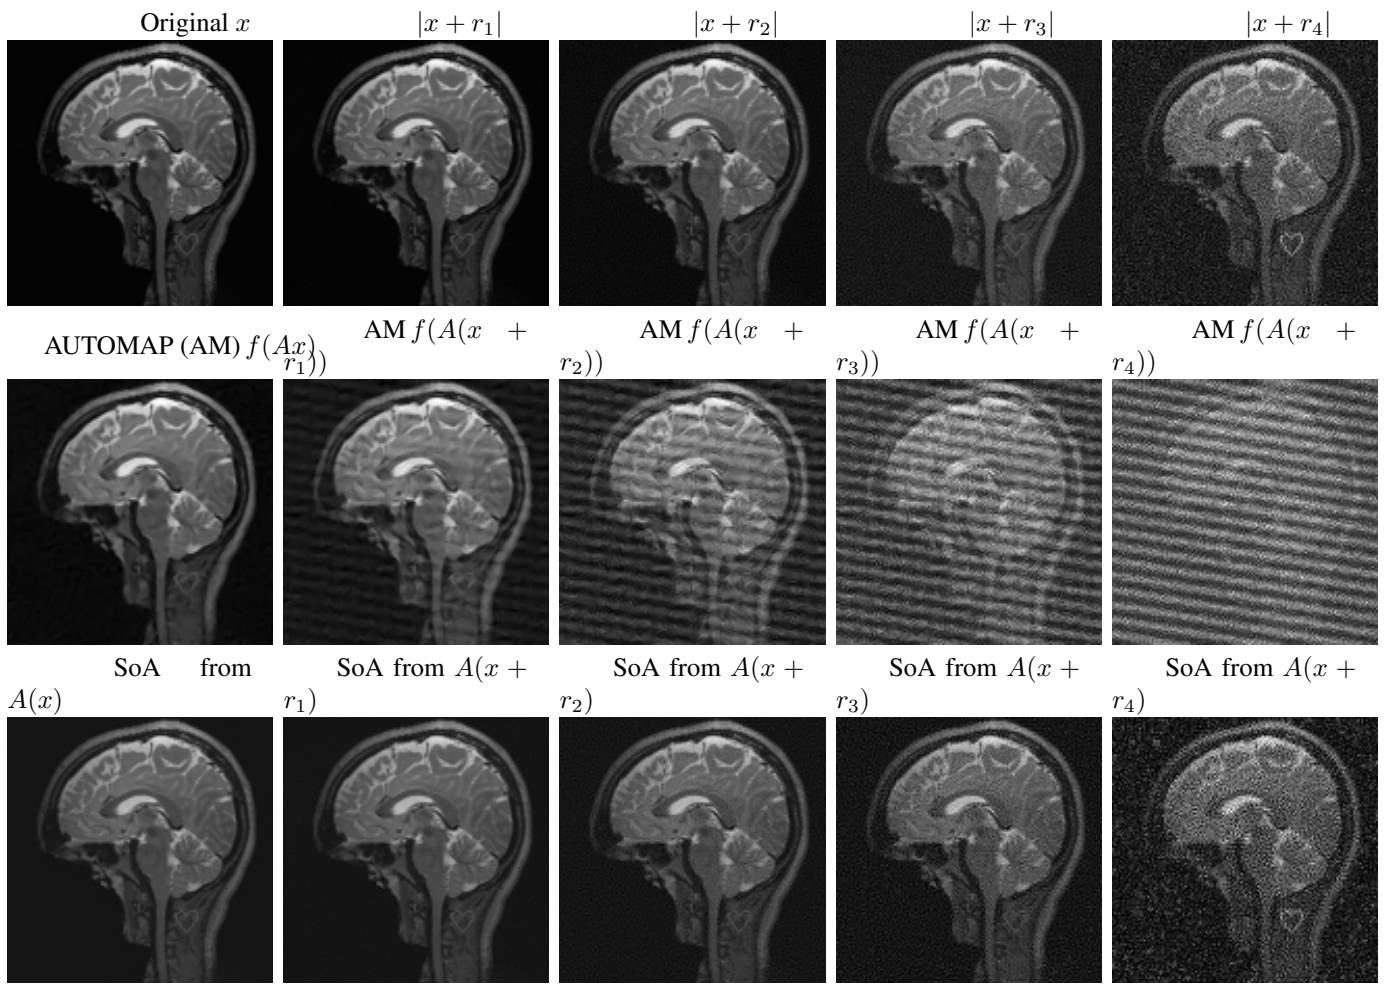 Original x |x + r₁| |x + r₂| |x + r₃| |x + r₄|
AUTOMAP (AM) f(Ax) AM f(A(x + AM f(A(x + AM f(A(x + AM f(A(x +
r₁)) r₂)) r₃)) r₄))
SoA from SoA from A(x + SoA from A(x + SoA from A(x + SoA from A(x +
A(x) r₁) r₂) r₃) r₄)